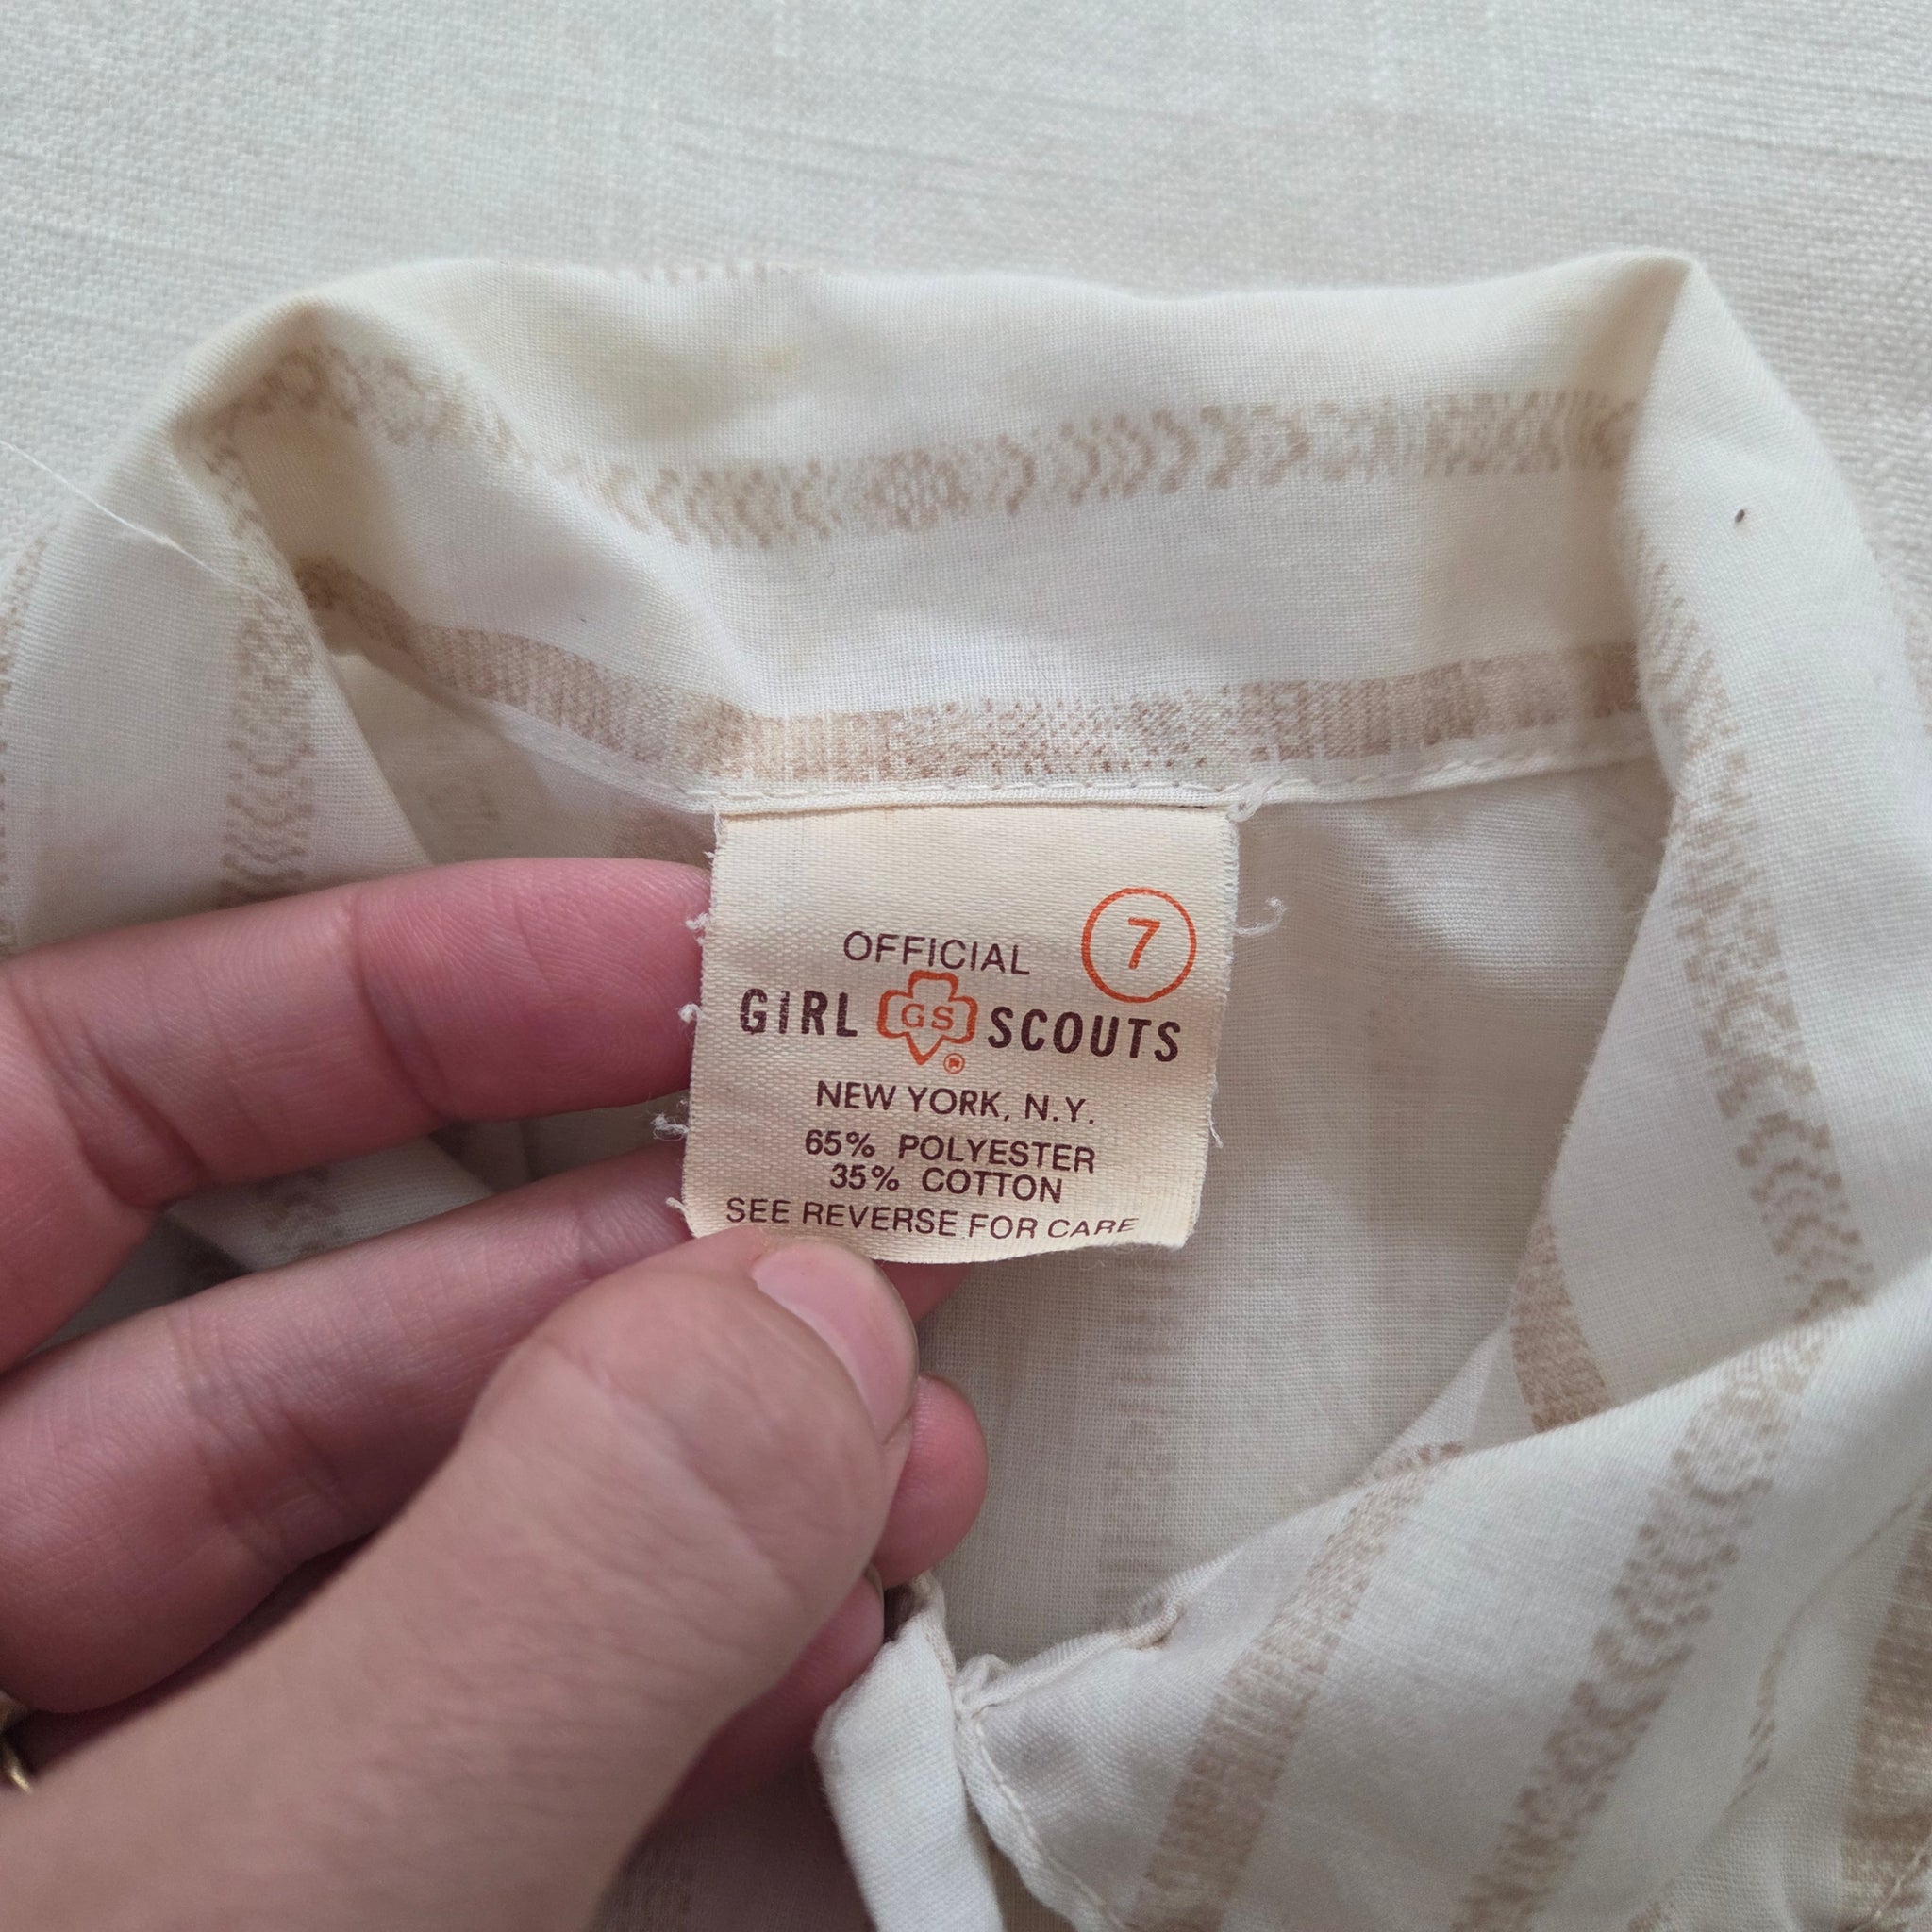 7
OFFICIAL
GIRL GS SCOUTS
®
NEW YORK, N.Y.
65% POLYESTER
35% COTTON
SEE REVERSE FOR CARE